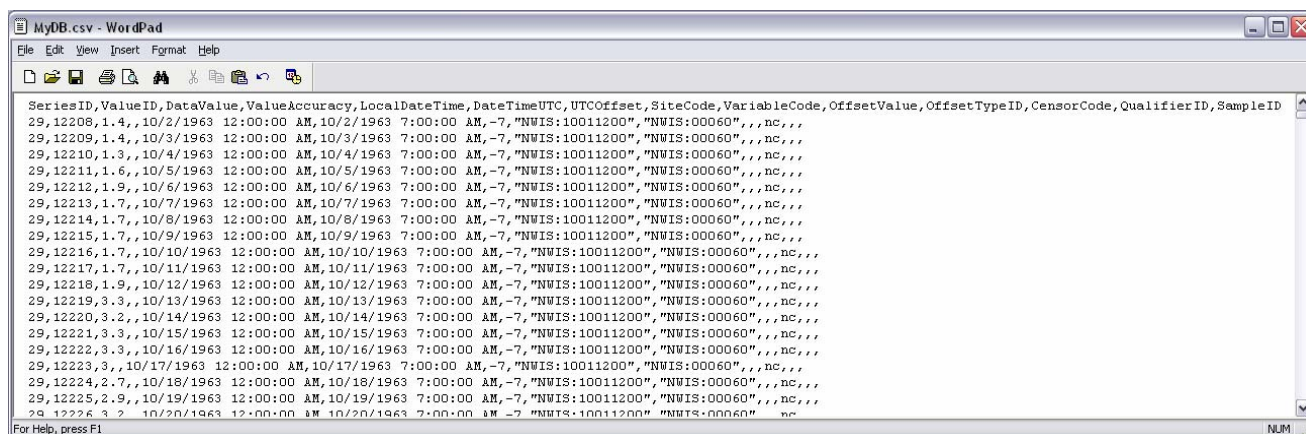 MyDB.csv - WordPad
File Edit View Insert Format Help
SeriesID,ValueID,DataValue,ValueAccuracy,LocalDateTime,DateTimeUTC,UTCOffset,SiteCode,VariableCode,OffsetValue,OffsetTypeID,CensorCode,QualifierID,SampleID
29,12208,1.4,,10/2/1963 12:00:00 AM,10/2/1963 7:00:00 AM,-7,"NWIS:10011200","NWIS:00060",,,nc,,,
29,12209,1.4,,10/3/1963 12:00:00 AM,10/3/1963 7:00:00 AM,-7,"NWIS:10011200","NWIS:00060",,,nc,,,
29,12210,1.3,,10/4/1963 12:00:00 AM,10/4/1963 7:00:00 AM,-7,"NWIS:10011200","NWIS:00060",,,nc,,,
29,12211,1.6,,10/5/1963 12:00:00 AM,10/5/1963 7:00:00 AM,-7,"NWIS:10011200","NWIS:00060",,,nc,,,
29,12212,1.9,,10/6/1963 12:00:00 AM,10/6/1963 7:00:00 AM,-7,"NWIS:10011200","NWIS:00060",,,nc,,,
29,12213,1.7,,10/7/1963 12:00:00 AM,10/7/1963 7:00:00 AM,-7,"NWIS:10011200","NWIS:00060",,,nc,,,
29,12214,1.7,,10/8/1963 12:00:00 AM,10/8/1963 7:00:00 AM,-7,"NWIS:10011200","NWIS:00060",,,nc,,,
29,12215,1.7,,10/9/1963 12:00:00 AM,10/9/1963 7:00:00 AM,-7,"NWIS:10011200","NWIS:00060",,,nc,,,
29,12216,1.7,,10/10/1963 12:00:00 AM,10/10/1963 7:00:00 AM,-7,"NWIS:10011200","NWIS:00060",,,nc,,,
29,12217,1.7,,10/11/1963 12:00:00 AM,10/11/1963 7:00:00 AM,-7,"NWIS:10011200","NWIS:00060",,,nc,,,
29,12218,1.9,,10/12/1963 12:00:00 AM,10/12/1963 7:00:00 AM,-7,"NWIS:10011200","NWIS:00060",,,nc,,,
29,12219,3.3,,10/13/1963 12:00:00 AM,10/13/1963 7:00:00 AM,-7,"NWIS:10011200","NWIS:00060",,,nc,,,
29,12220,3.2,,10/14/1963 12:00:00 AM,10/14/1963 7:00:00 AM,-7,"NWIS:10011200","NWIS:00060",,,nc,,,
29,12221,3.3,,10/15/1963 12:00:00 AM,10/15/1963 7:00:00 AM,-7,"NWIS:10011200","NWIS:00060",,,nc,,,
29,12222,3.3,,10/16/1963 12:00:00 AM,10/16/1963 7:00:00 AM,-7,"NWIS:10011200","NWIS:00060",,,nc,,,
29,12223,3,,10/17/1963 12:00:00 AM,10/17/1963 7:00:00 AM,-7,"NWIS:10011200","NWIS:00060",,,nc,,,
29,12224,2.7,,10/18/1963 12:00:00 AM,10/18/1963 7:00:00 AM,-7,"NWIS:10011200","NWIS:00060",,,nc,,,
29,12225,2.9,,10/19/1963 12:00:00 AM,10/19/1963 7:00:00 AM,-7,"NWIS:10011200","NWIS:00060",,,nc,,,
29,12226,3.2,,10/20/1963 12:00:00 AM,10/20/1963 7:00:00 AM,-7,"NWIS:10011200","NWIS:00060",,,nc,,,
For Help, press F1
NUM